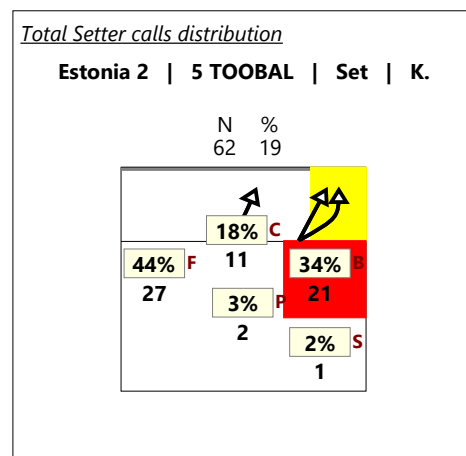 Total Setter calls distribution
Estonia 2 | 5 TOOBAL | Set | K.
N %
62 19
18% C
11
44% F
27
34% B
21
3% P
2
2% S
1